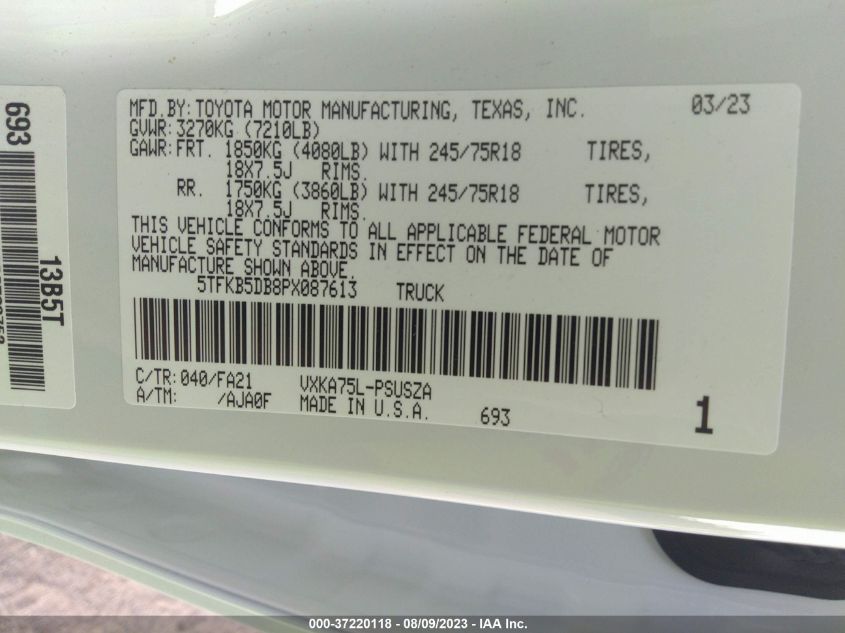 MFD.BY: TOYOTA MOTOR MANUFACTURING, TEXAS, INC. 03/23
GVWR: 3270KG (7210LB)
GAWR: FRT. 1850KG (4080LB) WITH 245/75R18 TIRES,
18X7.5J RIMS.
RR. 1750KG (3860LB) WITH 245/75R18 TIRES,
18X7.5J RIMS.
THIS VEHICLE CONFORMS TO ALL APPLICABLE FEDERAL MOTOR
VEHICLE SAFETY STANDARDS IN EFFECT ON THE DATE OF
MANUFACTURE SHOWN ABOVE.
5TFKB5DB8PX087613 TRUCK
C/TR: 040/FA21 VXKA75L-PSUSZA
A/TM: /AJA0F MADE IN U.S.A. 693
1
693
13B5T
000-37220118 - 08/09/2023 - IAA Inc.